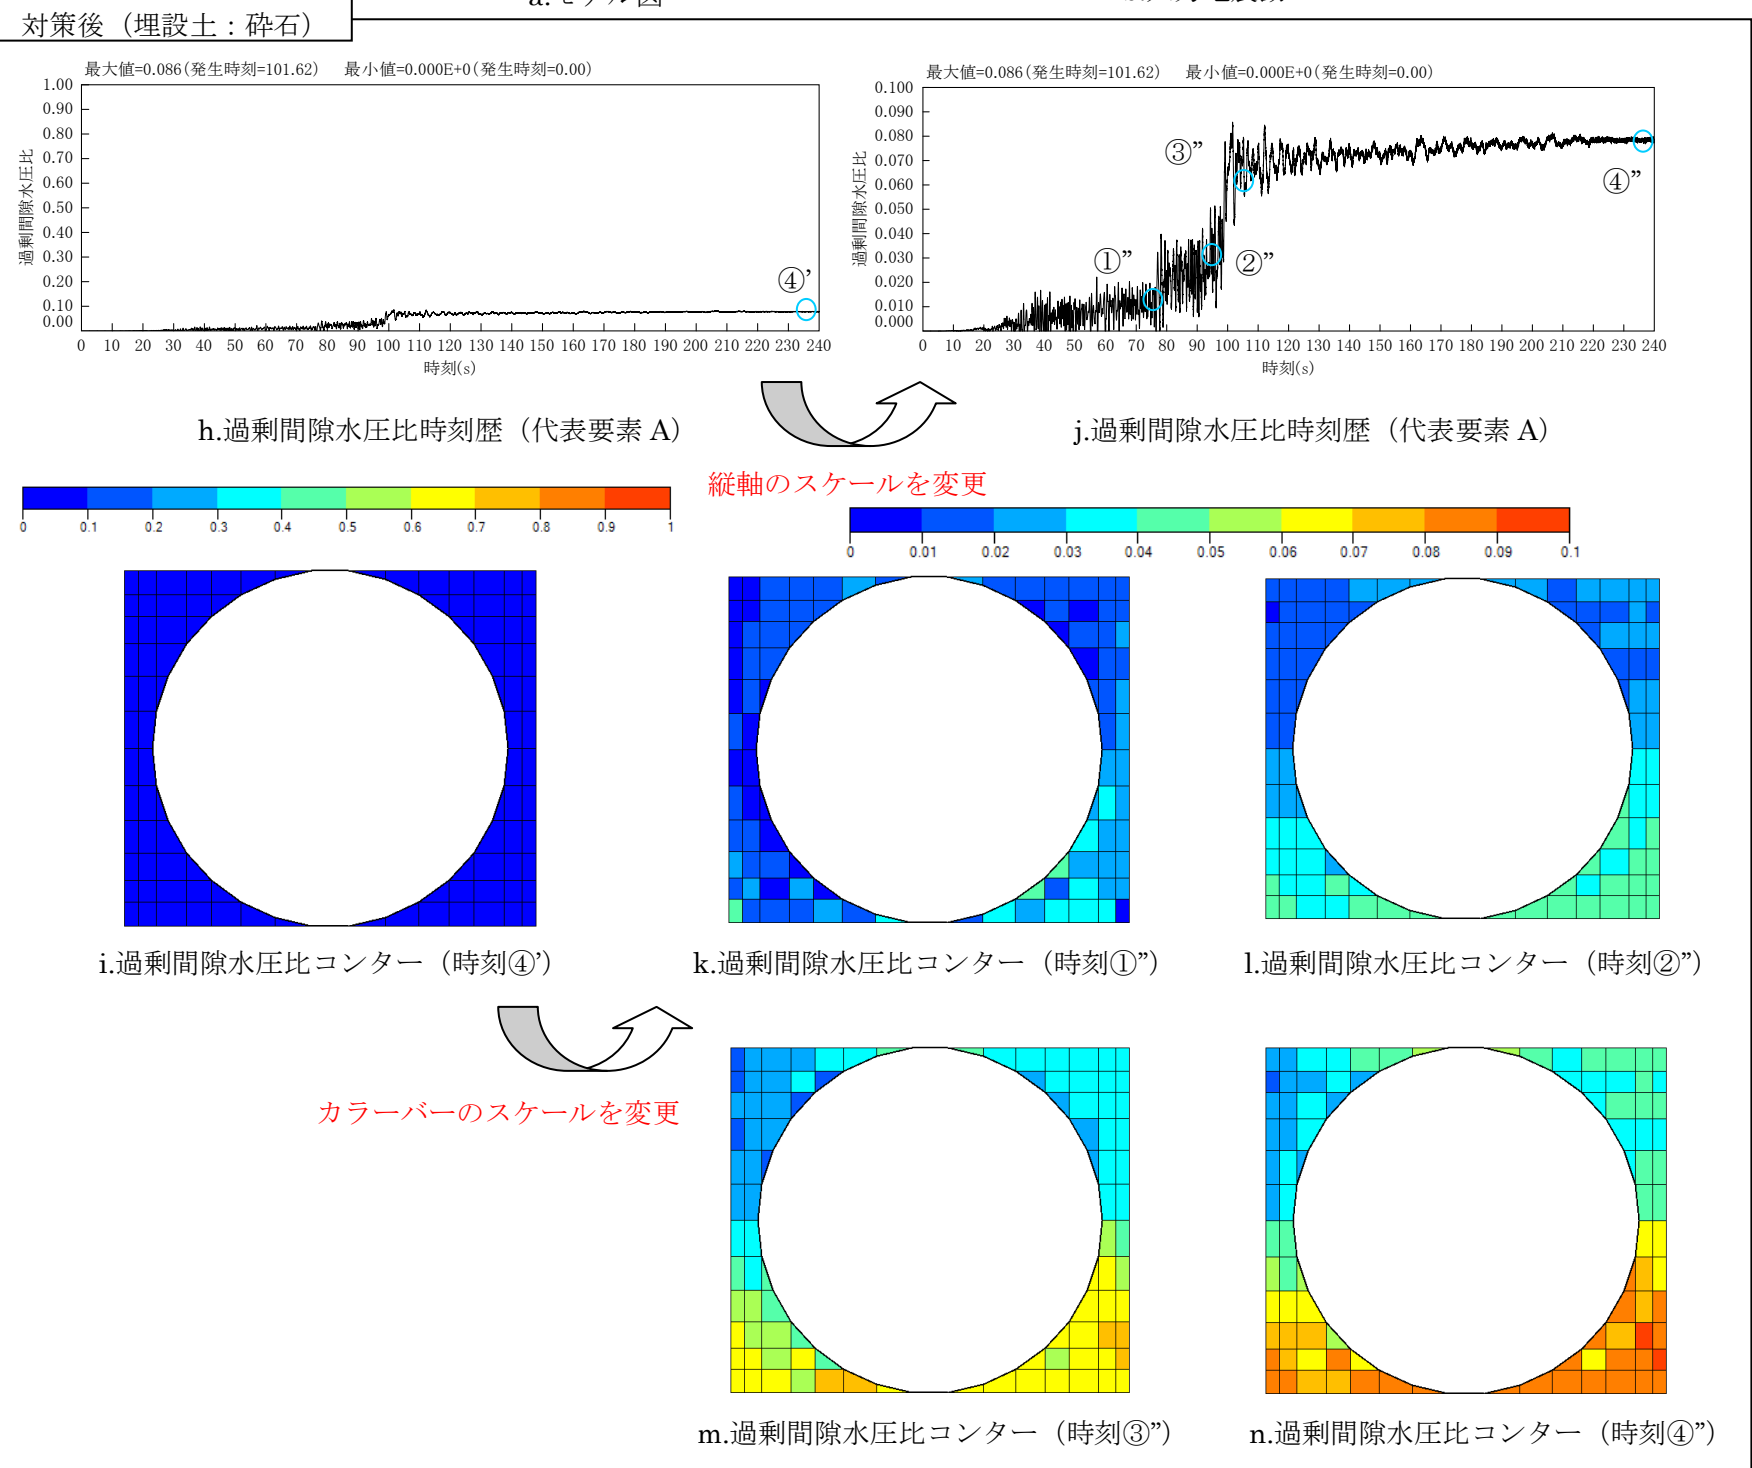 対策後（埋設土：砕石）
最大値=0.086(発生時刻=101.62) 最小値=0.000E+0(発生時刻=0.00)
1.00
0.90
0.80
0.70
0.60
0.50
0.40
0.30
0.20
0.10
0.00
過剰間隙水圧比
④’
0 10 20 30 40 50 60 70 80 90 100 110 120 130 140 150 160 170 180 190 200 210 220 230 240
時刻(s)
h.過剰間隙水圧比時刻歴（代表要素 A）
最大値=0.086(発生時刻=101.62) 最小値=0.000E+0(発生時刻=0.00)
0.100
0.090
0.080
0.070
0.060
0.050
0.040
0.030
0.020
0.010
0.000
過剰間隙水圧比
①”
②”
③”
④”
0 10 20 30 40 50 60 70 80 90 100 110 120 130 140 150 160 170 180 190 200 210 220 230 240
時刻(s)
j.過剰間隙水圧比時刻歴（代表要素 A）
縦軸のスケールを変更
0 0.1 0.2 0.3 0.4 0.5 0.6 0.7 0.8 0.9 1
0 0.01 0.02 0.03 0.04 0.05 0.06 0.07 0.08 0.09 0.1
i.過剰間隙水圧比コンター（時刻④’）
k.過剰間隙水圧比コンター（時刻①”）
l.過剰間隙水圧比コンター（時刻②”）
カラーバーのスケールを変更
m.過剰間隙水圧比コンター（時刻③”）
n.過剰間隙水圧比コンター（時刻④”）